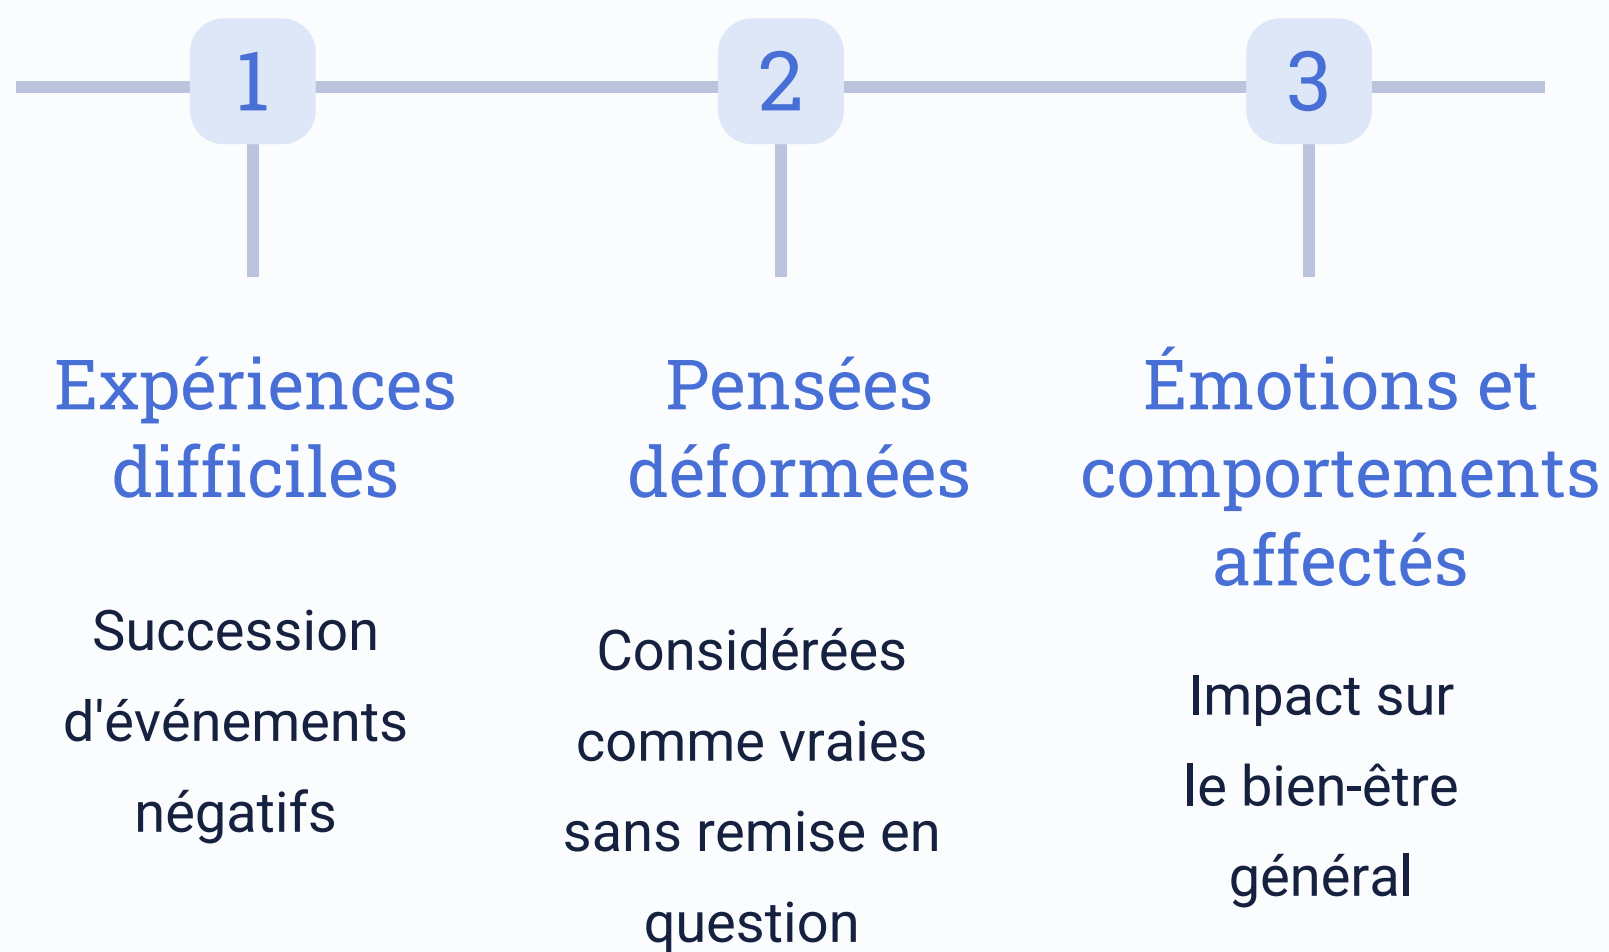 1
Expériences
difficiles
Succession
d'événements
négatifs
2
Pensées
déformées
Considérées
comme vraies
sans remise en
question
3
Émotions et
comportements
affectés
Impact sur
le bien-être
général